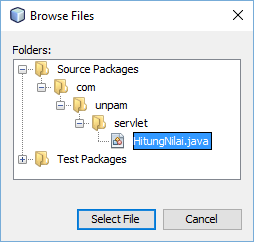 Browse Files
Folders:
Source Packages
com
unpam
servlet
HitungNilai.java
Test Packages
Select File Cancel